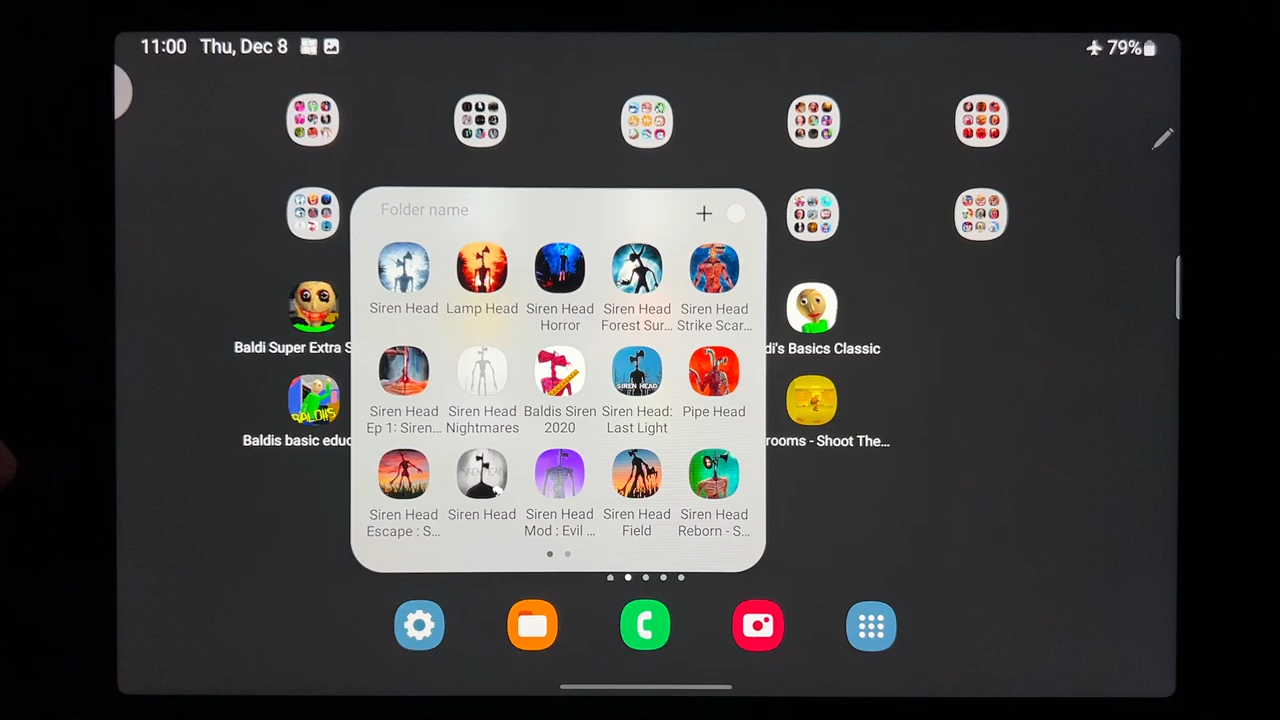 11:00 Thu, Dec 8
79%
Folder name
Siren Head
Lamp Head
Siren Head
Horror
Siren Head
Forest Sur...
Siren Head
Strike Scar...
Baldi Super Extra S
di's Basics Classic
Siren Head
Ep 1: Siren...
Siren Head
Nightmares
Baldis Siren
2020
SIREN HEAD
Siren Head:
Last Light
Pipe Head
BALDIIS
Baldis basic educ
rooms - Shoot The...
Siren Head
Escape : S...
Siren Head
Siren Head
Mod : Evil ...
Siren Head
Field
Siren Head
Reborn - S...